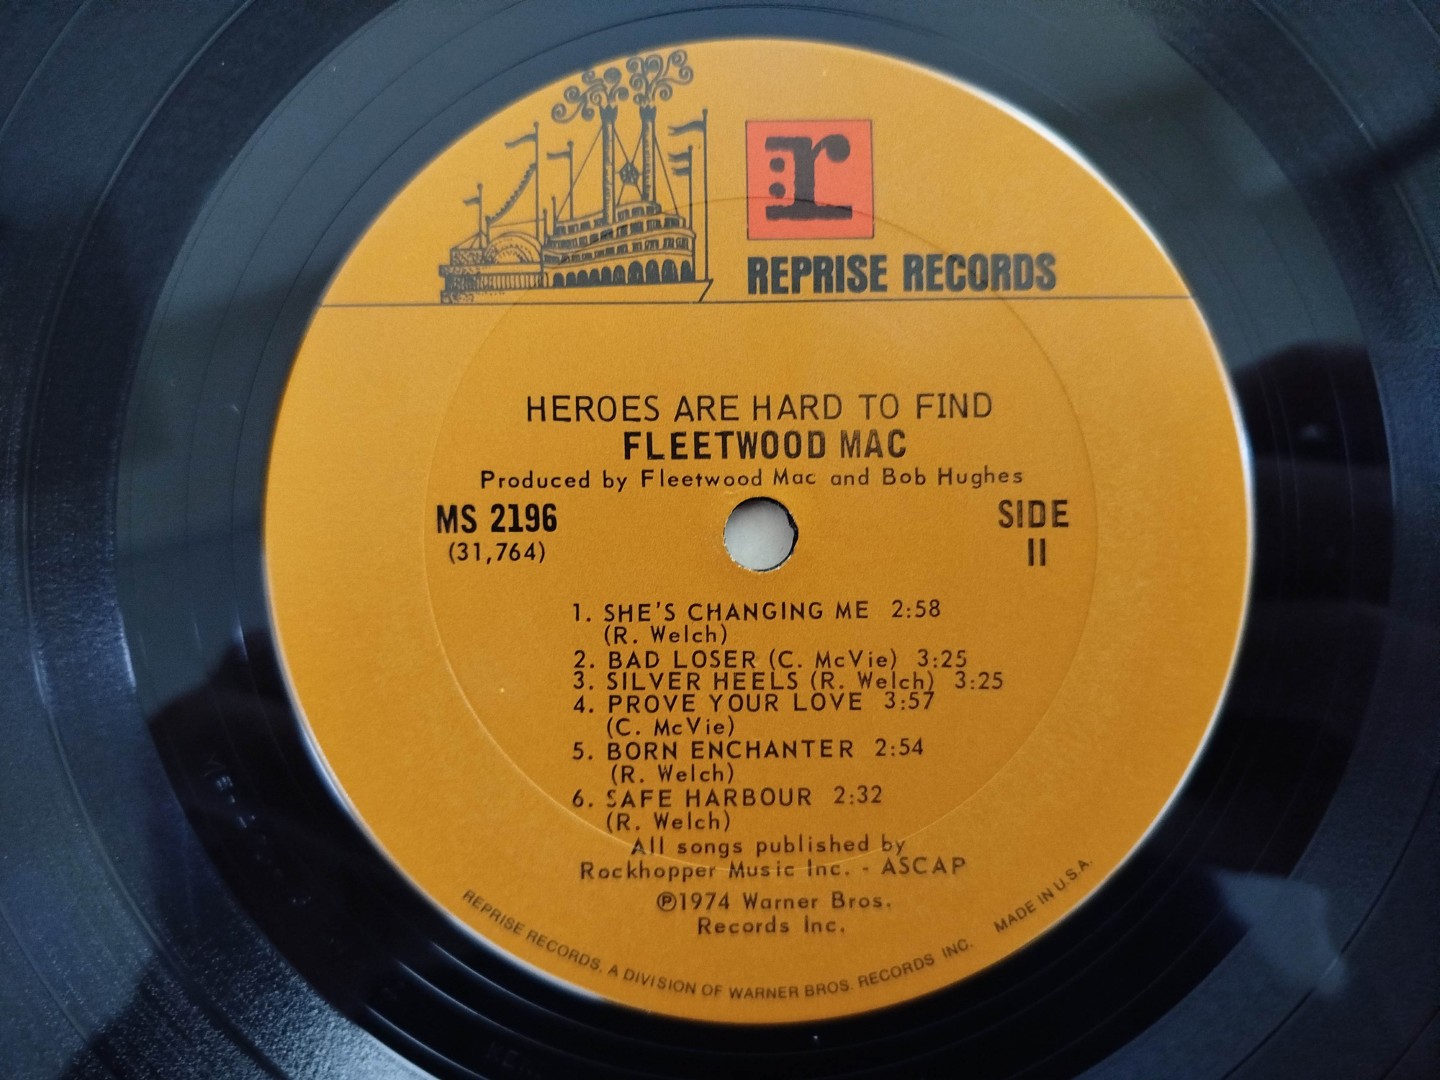 r
REPRISE RECORDS
HEROES ARE HARD TO FIND
FLEETWOOD MAC
Produced by Fleetwood Mac and Bob Hughes
MS 2196
(31,764)
SIDE
II
1. SHE'S CHANGING ME 2:58
(R. Welch)
2. BAD LOSER (C. McVie) 3:25
3. SILVER HEELS (R. Welch) 3:25
4. PROVE YOUR LOVE 3:57
(C. McVie)
5. BORN ENCHANTER 2:54
(R. Welch)
6. SAFE HARBOUR 2:32
(R. Welch)
All songs published by
Rockhopper Music Inc. - ASCAP
℗1974 Warner Bros.
Records Inc.
REPRISE RECORDS, A DIVISION OF WARNER BROS. RECORDS INC. MADE IN U.S.A.